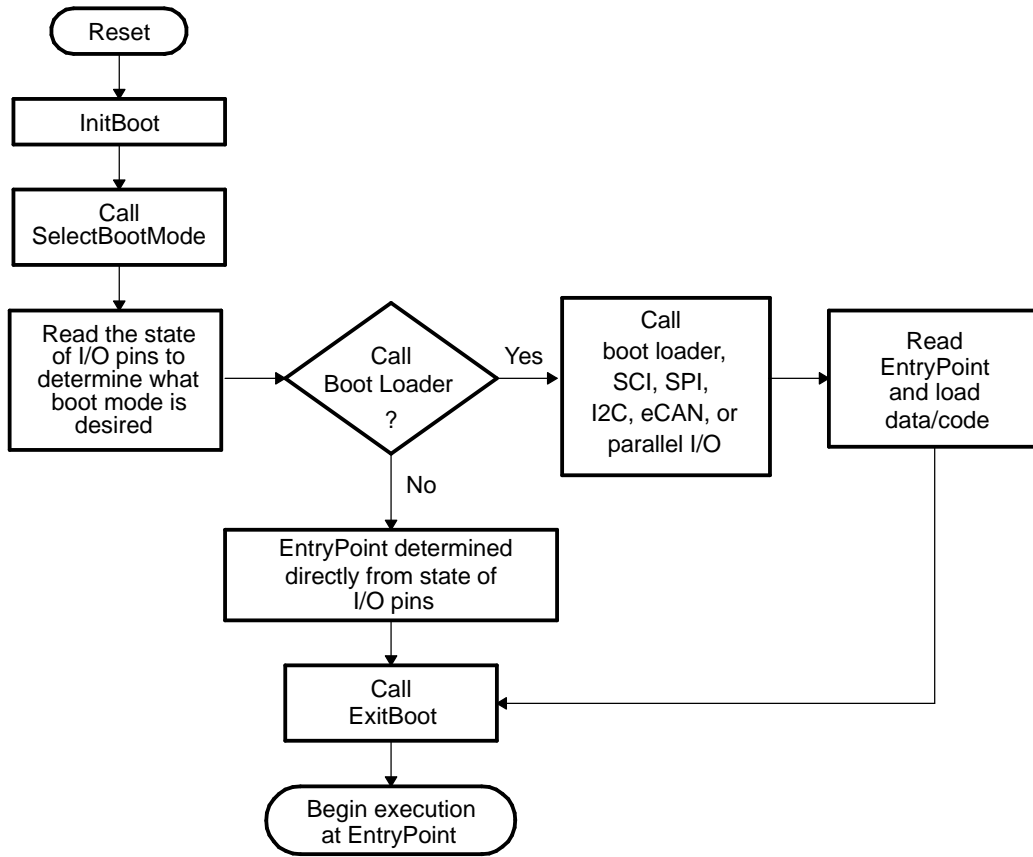 Reset
InitBoot
Call
SelectBootMode
Read the state
of I/O pins to
determine what
boot mode is
desired
Call
Boot Loader
?
Yes
Call
boot loader,
SCI, SPI,
I2C, eCAN, or
parallel I/O
Read
EntryPoint
and load
data/code
No
EntryPoint determined
directly from state of
I/O pins
Call
ExitBoot
Begin execution
at EntryPoint